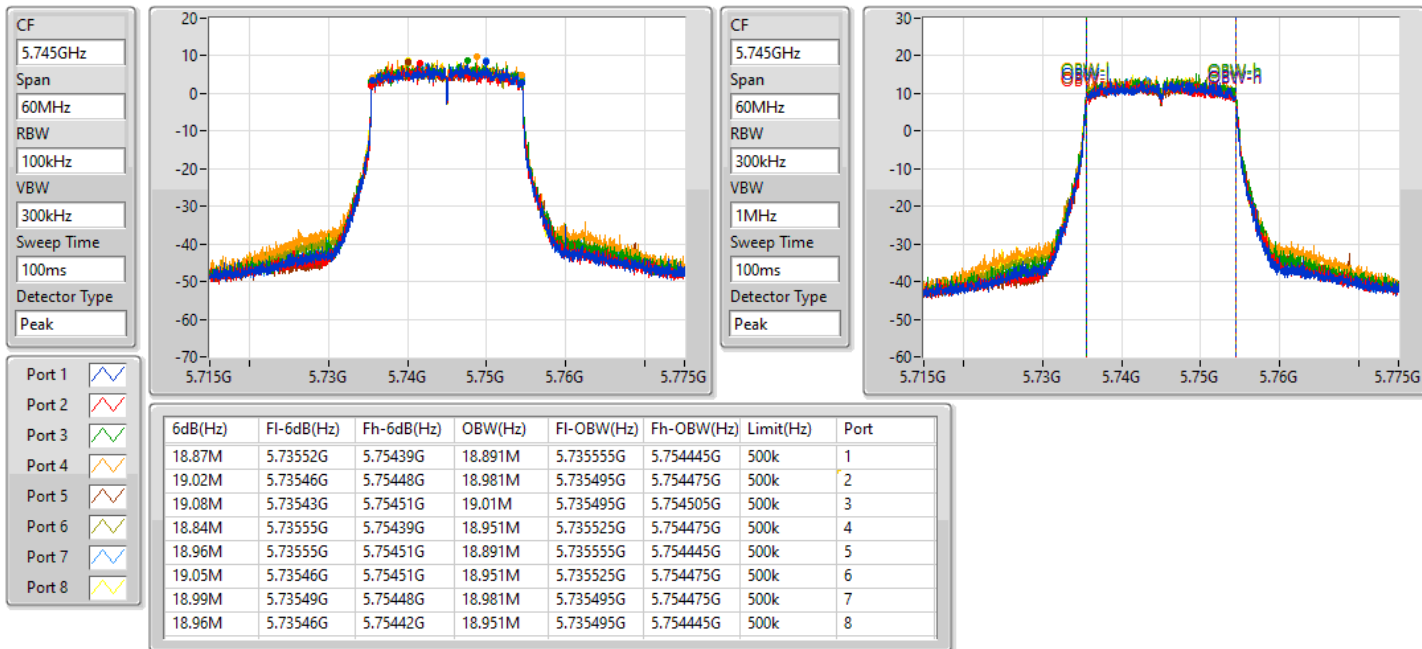 CF
5.745GHz
Span
60MHz
RBW
100kHz
VBW
300kHz
Sweep Time
100ms
Detector Type
Peak
20
10
0
-10
-20
-30
-40
-50
-60
-70
5.715G 5.73G 5.74G 5.75G 5.76G 5.775G
CF
5.745GHz
Span
60MHz
RBW
300kHz
VBW
1MHz
Sweep Time
100ms
Detector Type
Peak
30
20
10
0
-10
-20
-30
-40
-50
-60
OBW-l OBW-h
5.715G 5.73G 5.74G 5.75G 5.76G 5.775G
Port 1
Port 2
Port 3
Port 4
Port 5
Port 6
Port 7
Port 8
6dB(Hz) Fl-6dB(Hz) Fh-6dB(Hz) OBW(Hz) Fl-OBW(Hz) Fh-OBW(Hz) Limit(Hz) Port
18.87M 5.73552G 5.75439G 18.891M 5.735555G 5.754445G 500k 1
19.02M 5.73546G 5.75448G 18.981M 5.735495G 5.754475G 500k 2
19.08M 5.73543G 5.75451G 19.01M 5.735495G 5.754505G 500k 3
18.84M 5.73555G 5.75439G 18.951M 5.735525G 5.754475G 500k 4
18.96M 5.73555G 5.75451G 18.891M 5.735555G 5.754445G 500k 5
19.05M 5.73546G 5.75451G 18.951M 5.735525G 5.754475G 500k 6
18.99M 5.73549G 5.75448G 18.981M 5.735495G 5.754475G 500k 7
18.96M 5.73546G 5.75442G 18.951M 5.735495G 5.754445G 500k 8